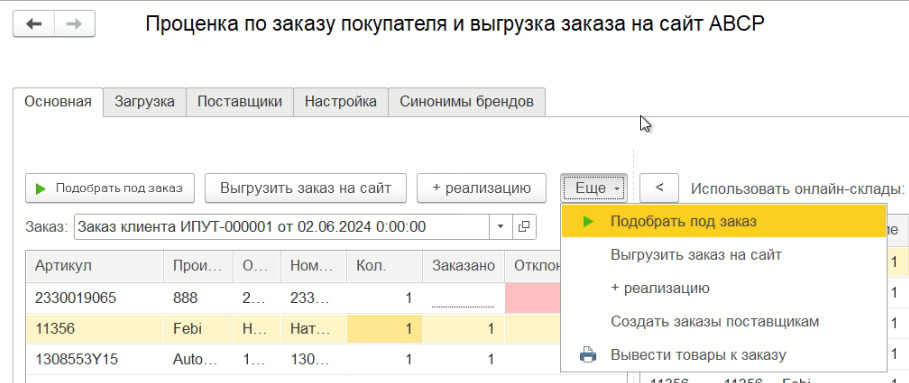 Проценка по заказу покупателя и выгрузка заказа на сайт АВСР
Основная Загрузка Поставщики Настройка Синонимы брендов
Подобрать под заказ Выгрузить заказ на сайт + реализацию Еще < Использовать онлайн-склады:
Заказ: Заказ клиента ИПУТ-000001 от 02.06.2024 0:00:00
Подобрать под заказ
Выгрузить заказ на сайт
+ реализацию
Создать заказы поставщикам
Вывести товары к заказу
Артикул Прои... О... Ном... Кол. Заказано Отклон
2330019065 888 2... 233... 1
11356 Febi Н... Нат... 1 1
1308553Y15 Auto... 1... 130... 1 1
1
1
1
1
11356 11356 Febi 1